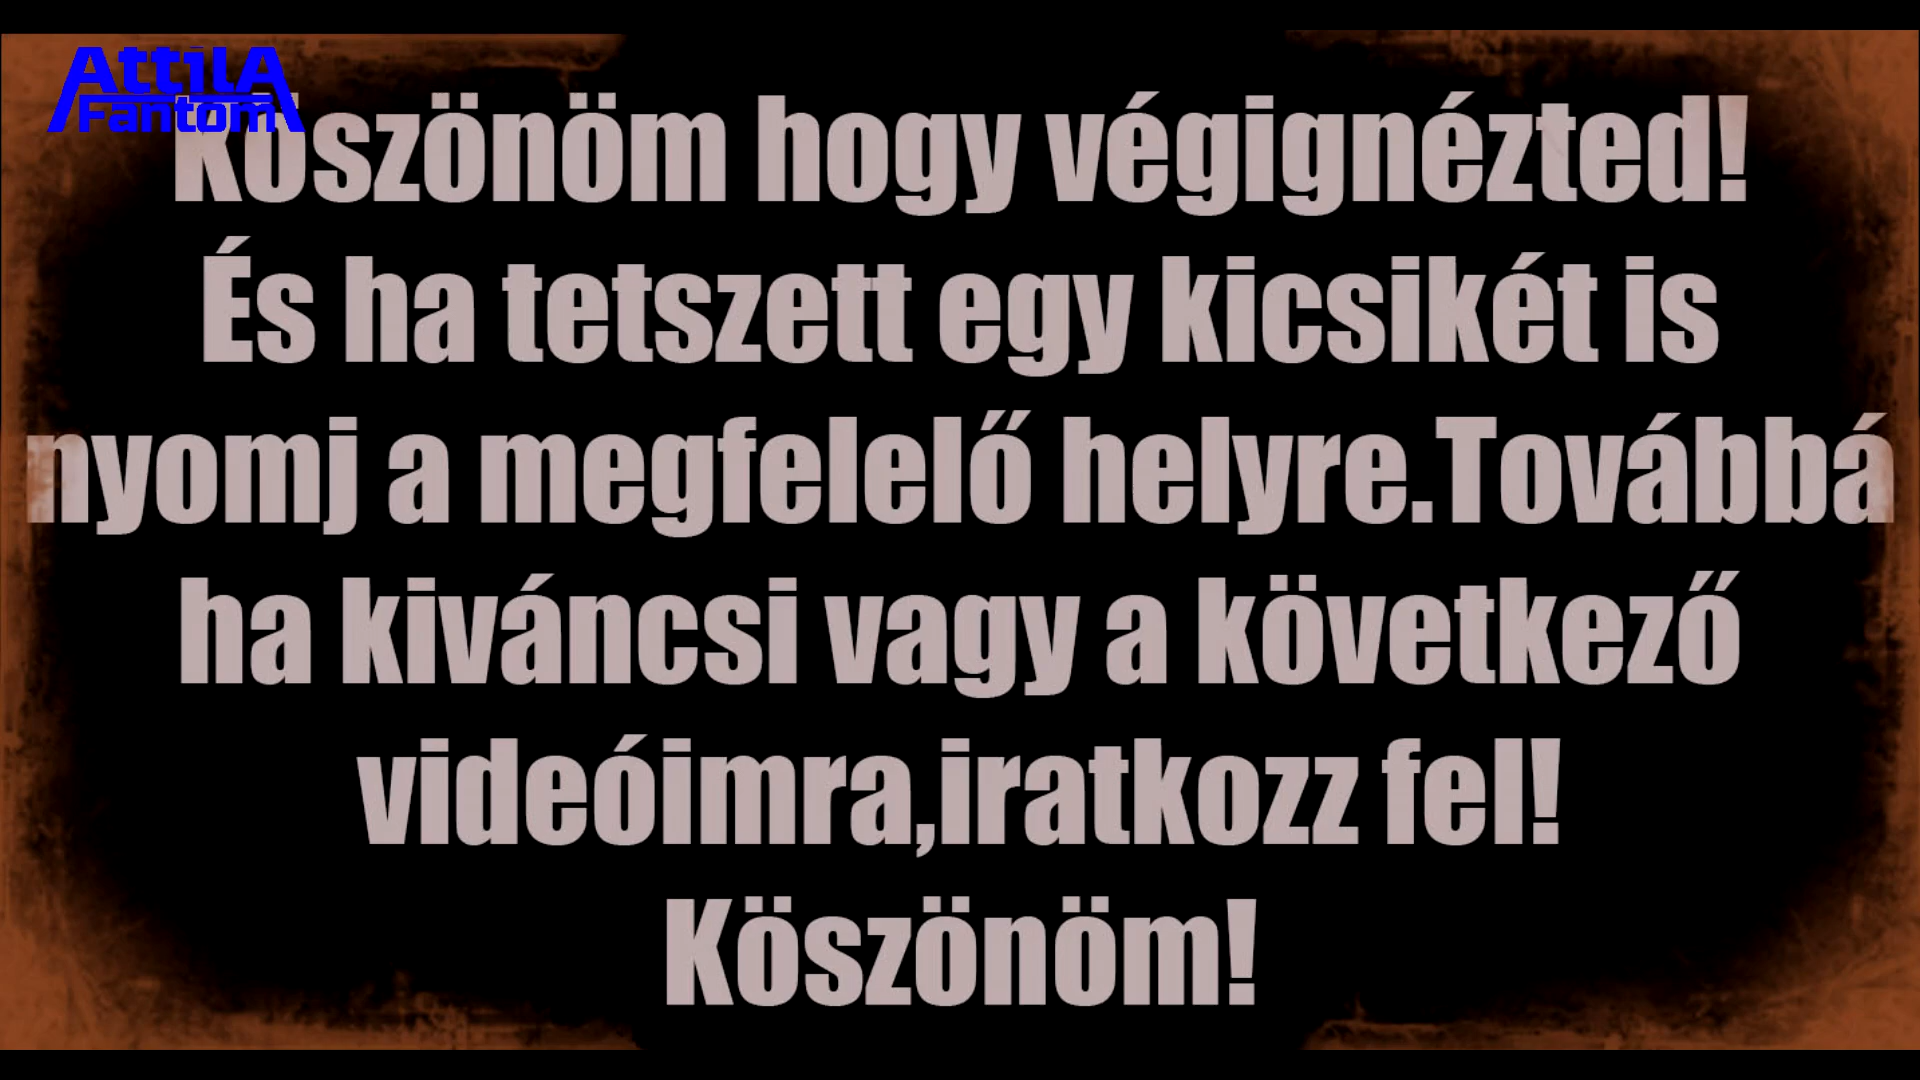 AttilA
Fantom
Köszönöm hogy végignézted!
És ha tetszett egy kicsikét is
nyomj a megfelelő helyre.Továbbá
ha kiváncsi vagy a következő
videóimra,iratkozz fel!
Köszönöm!